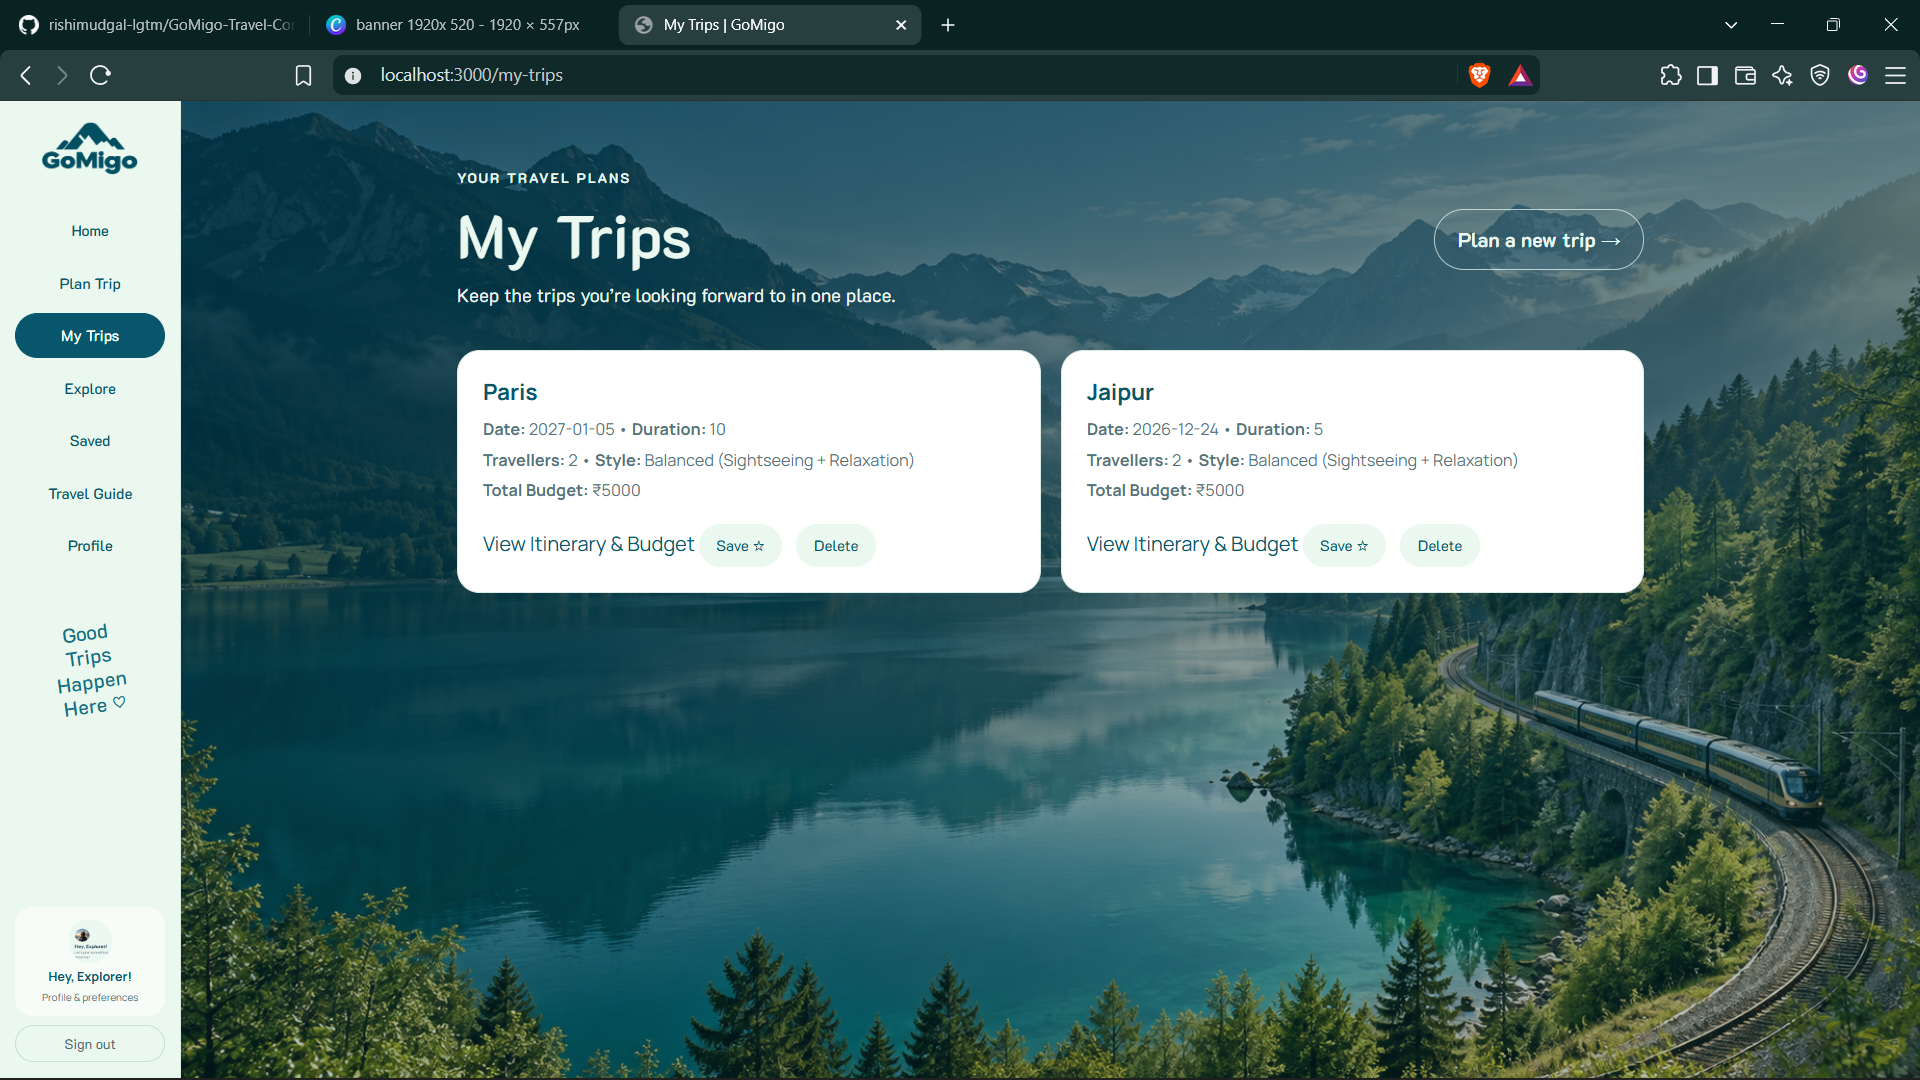 rishimudgal-lgtm/GoMigo-Travel-Co
banner 1920x 520 - 1920 × 557px
My Trips | GoMigo
localhost:3000/my-trips
GoMigo
Home
Plan Trip
My Trips
Explore
Saved
Travel Guide
Profile
Good
Trips
Happen
Here ♡
Hey, Explorer!
Hey, Explorer!
Profile & preferences
Sign out
YOUR TRAVEL PLANS
My Trips
Keep the trips you’re looking forward to in one place.
Plan a new trip →
Paris
Date: 2027-01-05 • Duration: 10
Travellers: 2 • Style: Balanced (Sightseeing + Relaxation)
Total Budget: ₹5000
View Itinerary & Budget Save ☆ Delete
Jaipur
Date: 2026-12-24 • Duration: 5
Travellers: 2 • Style: Balanced (Sightseeing + Relaxation)
Total Budget: ₹5000
View Itinerary & Budget Save ☆ Delete